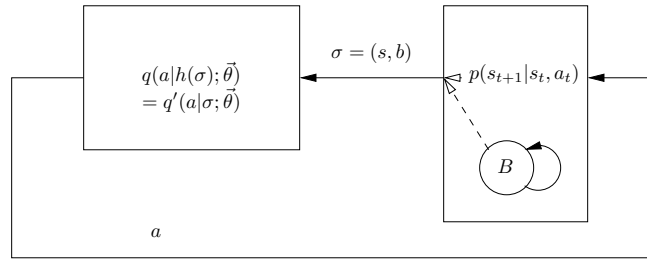 q(a|h(σ); θ⃗)
= q′(a|σ; θ⃗)
σ = (s, b)
p(s_{t+1}|s_t, a_t)
B
a